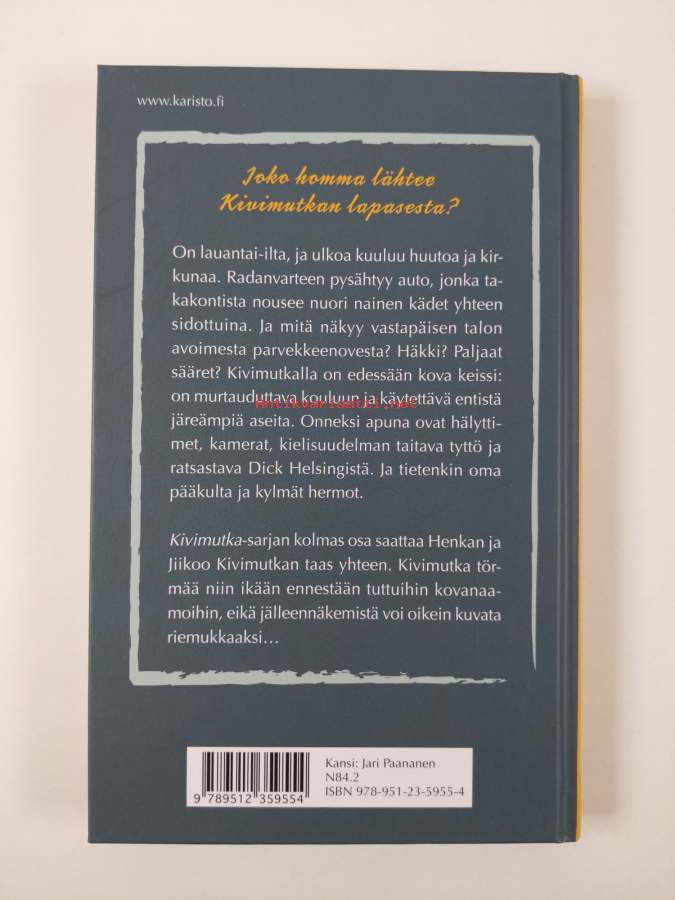 www.karisto.fi
Joko homma lähtee
Kivimutkan lapasesta?
On lauantai-ilta, ja ulkoa kuuluu huutoa ja kir-
kunaa. Radanvarteen pysähtyy auto, jonka ta-
kakontista nousee nuori nainen kädet yhteen
sidottuina. Ja mitä näkyy vastapäisen talon
avoimesta parvekkeenovesta? Häkki? Paljaat
sääret? Kivimutkalla on edessään kova keissi:
on murtauduttava kouluun ja käytettävä entistä
Antikvariaatit.net
järeämpiä aseita. Onneksi apuna ovat hälytti-
met, kamerat, kielisuudelman taitava tyttö ja
ratsastava Dick Helsingistä. Ja tietenkin oma
pääkulta ja kylmät hermot.
Kivimutka-sarjan kolmas osa saattaa Henkan ja
Jiikoo Kivimutkan taas yhteen. Kivimutka tör-
mää niin ikään ennestään tuttuihin kovanaa-
moihin, eikä jälleennäkemistä voi oikein kuvata
riemukkaaksi...
9 789512 359554
Kansi: Jari Paananen
N84.2
ISBN 978-951-23-5955-4